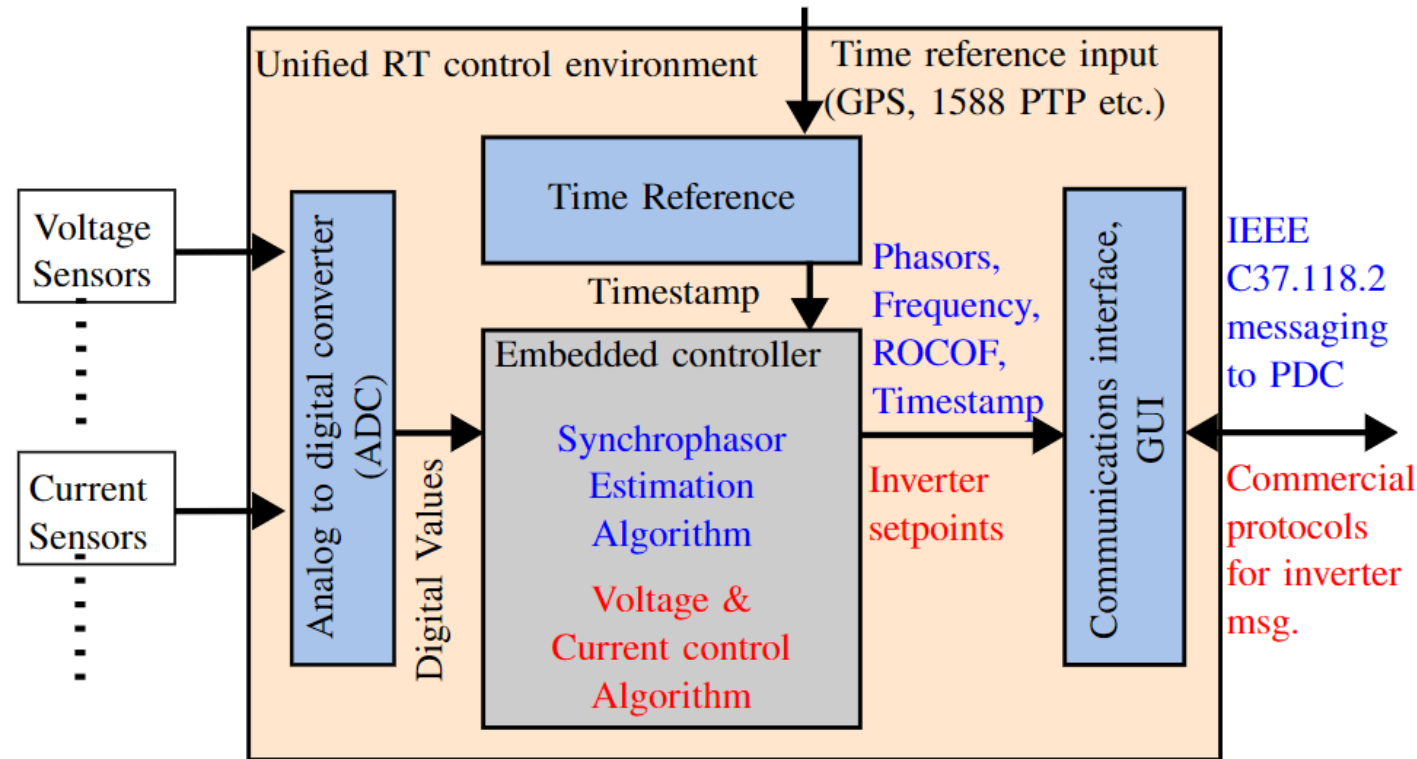 Unified RT control environment
Time reference input
(GPS, 1588 PTP etc.)
Time Reference
Timestamp
Voltage
Sensors
Current
Sensors
Analog to digital converter
(ADC)
Digital Values
Embedded controller
Synchrophasor
Estimation
Algorithm
Voltage &
Current control
Algorithm
Phasors,
Frequency,
ROCOF,
Timestamp
Inverter
setpoints
Communications interface,
GUI
IEEE
C37.118.2
messaging
to PDC
Commercial
protocols
for inverter
msg.